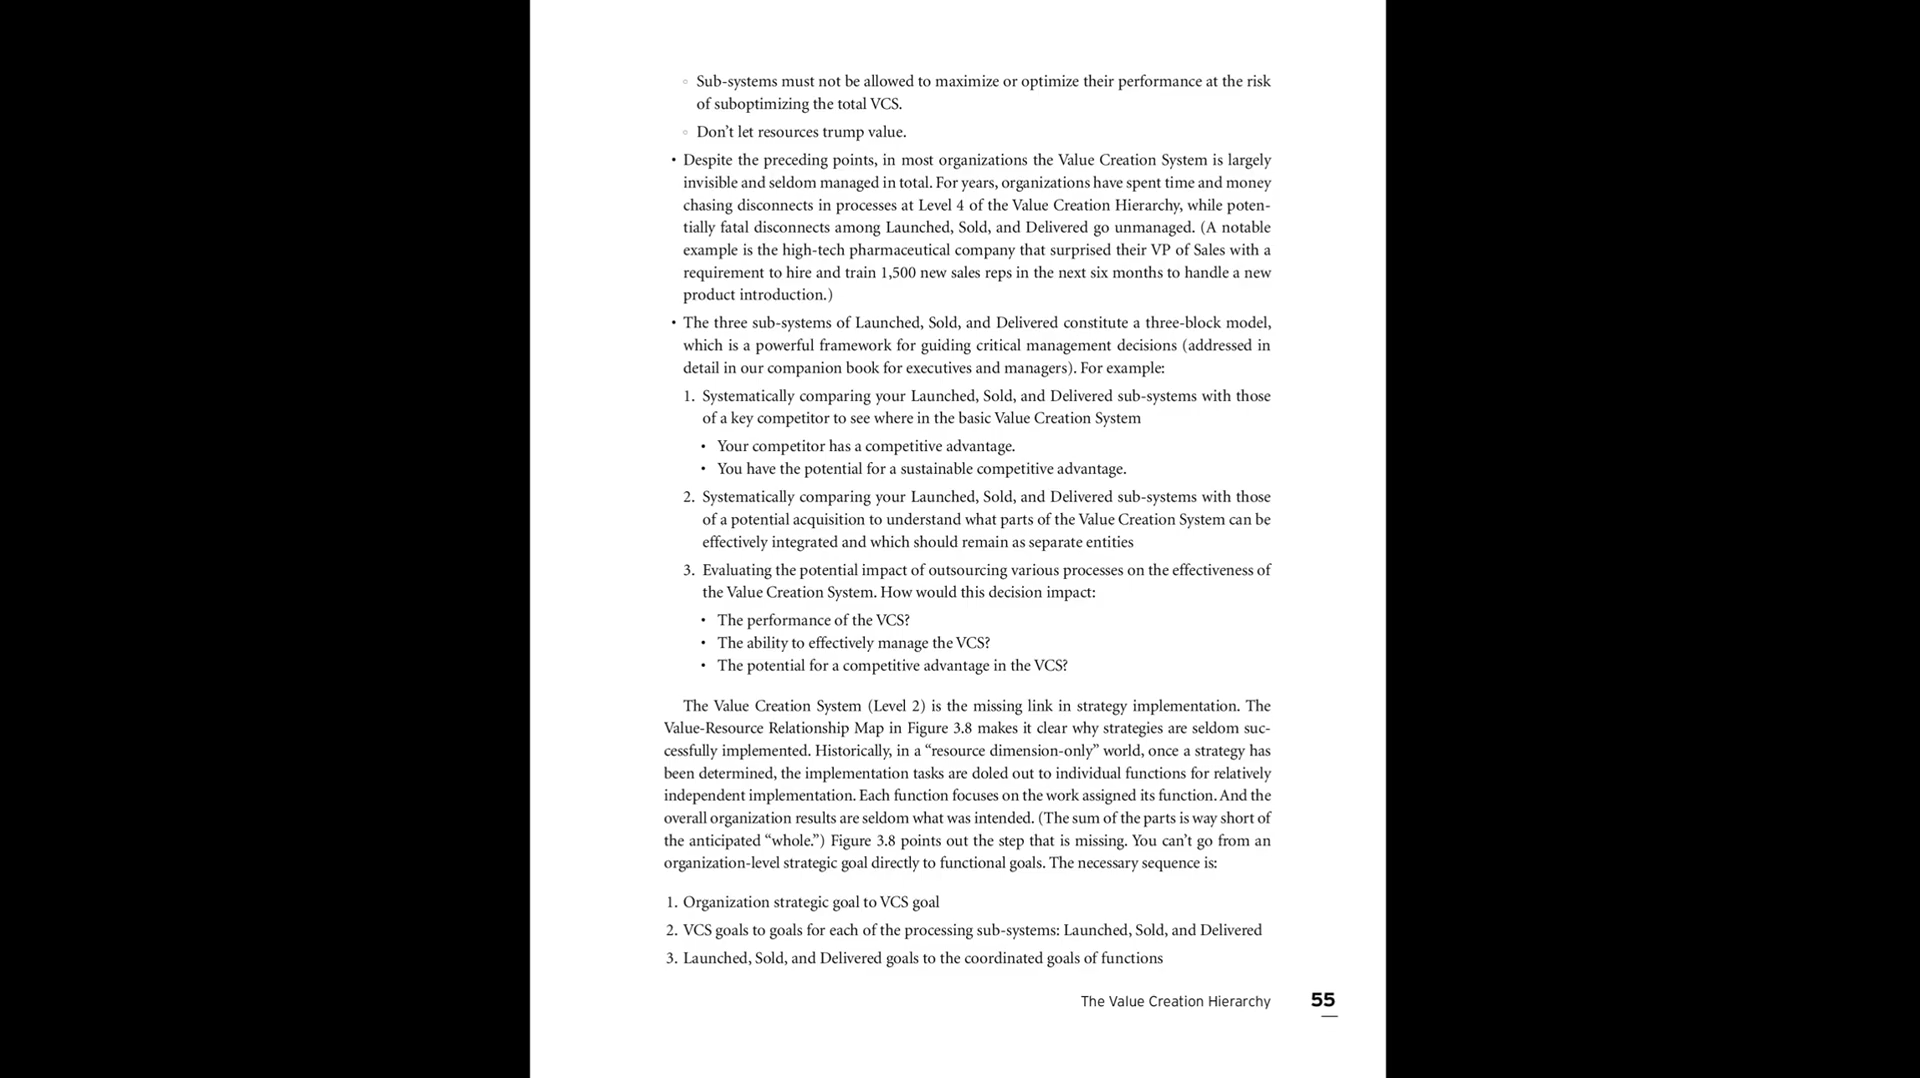 ◦ Sub-systems must not be allowed to maximize or optimize their performance at the risk
of suboptimizing the total VCS.
◦ Don’t let resources trump value.
• Despite the preceding points, in most organizations the Value Creation System is largely
invisible and seldom managed in total. For years, organizations have spent time and money
chasing disconnects in processes at Level 4 of the Value Creation Hierarchy, while poten-
tially fatal disconnects among Launched, Sold, and Delivered go unmanaged. (A notable
example is the high-tech pharmaceutical company that surprised their VP of Sales with a
requirement to hire and train 1,500 new sales reps in the next six months to handle a new
product introduction.)
• The three sub-systems of Launched, Sold, and Delivered constitute a three-block model,
which is a powerful framework for guiding critical management decisions (addressed in
detail in our companion book for executives and managers). For example:
1. Systematically comparing your Launched, Sold, and Delivered sub-systems with those
of a key competitor to see where in the basic Value Creation System
• Your competitor has a competitive advantage.
• You have the potential for a sustainable competitive advantage.
2. Systematically comparing your Launched, Sold, and Delivered sub-systems with those
of a potential acquisition to understand what parts of the Value Creation System can be
effectively integrated and which should remain as separate entities
3. Evaluating the potential impact of outsourcing various processes on the effectiveness of
the Value Creation System. How would this decision impact:
• The performance of the VCS?
• The ability to effectively manage the VCS?
• The potential for a competitive advantage in the VCS?
The Value Creation System (Level 2) is the missing link in strategy implementation. The
Value-Resource Relationship Map in Figure 3.8 makes it clear why strategies are seldom suc-
cessfully implemented. Historically, in a “resource dimension-only” world, once a strategy has
been determined, the implementation tasks are doled out to individual functions for relatively
independent implementation. Each function focuses on the work assigned its function. And the
overall organization results are seldom what was intended. (The sum of the parts is way short of
the anticipated “whole.”) Figure 3.8 points out the step that is missing. You can’t go from an
organization-level strategic goal directly to functional goals. The necessary sequence is:
1. Organization strategic goal to VCS goal
2. VCS goals to goals for each of the processing sub-systems: Launched, Sold, and Delivered
3. Launched, Sold, and Delivered goals to the coordinated goals of functions
The Value Creation Hierarchy 55